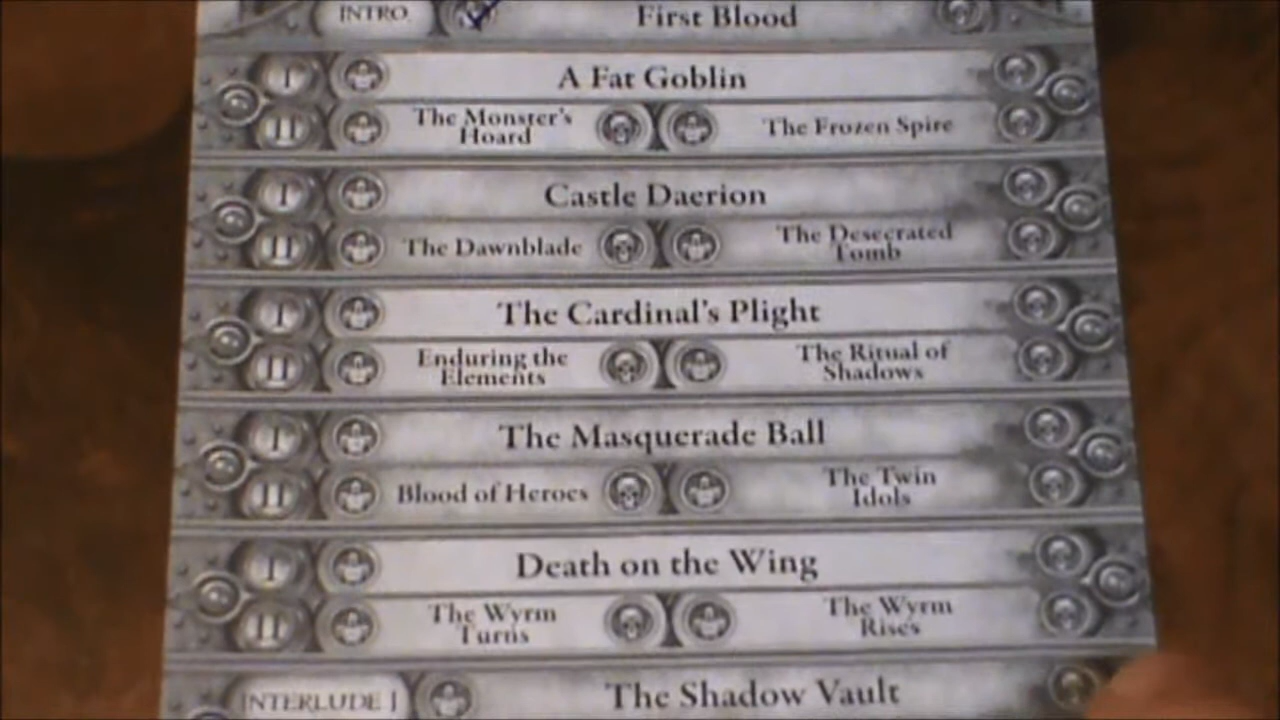 INTRO First Blood
I A Fat Goblin
II The Monster's The Frozen Spire
Hoard
I Castle Daerion
II The Dawnblade The Desecrated
Tomb
I The Cardinal's Plight
II Enduring the The Ritual of
Elements Shadows
I The Masquerade Ball
II Blood of Heroes The Twin
Idols
I Death on the Wing
II The Wyrm The Wyrm
Turns Rises
INTERLUDE I The Shadow Vault